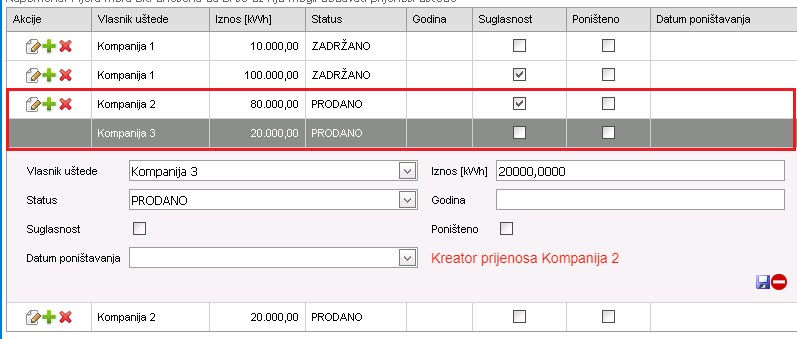 Akcije Vlasnik uštede Iznos [kWh] Status Godina Suglasnost Poništeno Datum poništavanja
Kompanija 1 10.000,00 ZADRŽANO
Kompanija 1 100.000,00 ZADRŽANO
Kompanija 2 80.000,00 PRODANO
Kompanija 3 20.000,00 PRODANO
Vlasnik uštede Kompanija 3 Iznos [kWh] 20000,0000
Status PRODANO Godina
Suglasnost Poništeno
Datum poništavanja Kreator prijenosa Kompanija 2
Kompanija 2 20.000,00 PRODANO